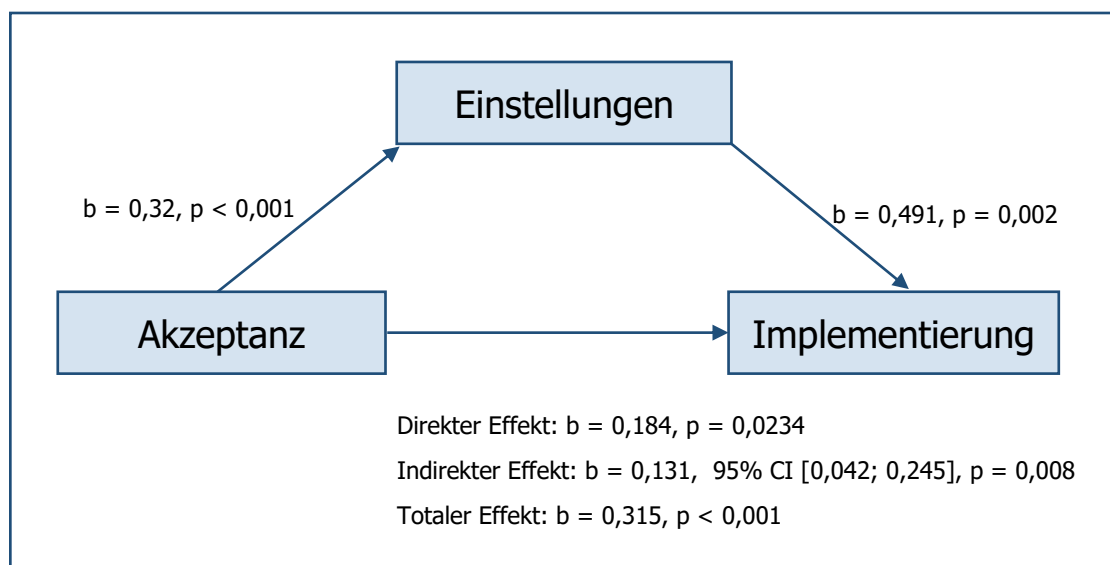 Einstellungen
b = 0,32, p < 0,001
b = 0,491, p = 0,002
Akzeptanz
Implementierung
Direkter Effekt: b = 0,184, p = 0,0234
Indirekter Effekt: b = 0,131, 95% CI [0,042; 0,245], p = 0,008
Totaler Effekt: b = 0,315, p < 0,001